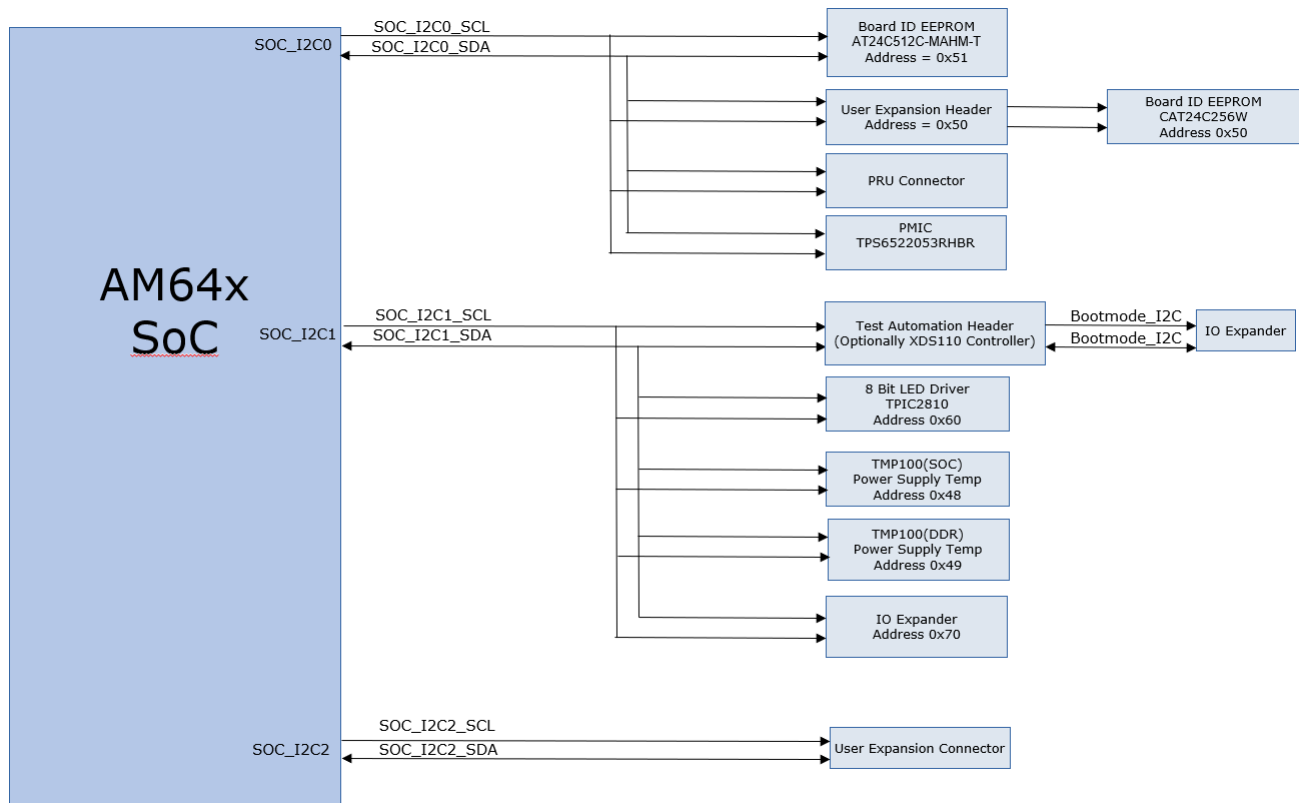 AM64x
SoC
SOC_I2C0
SOC_I2C0_SCL
SOC_I2C0_SDA
Board ID EEPROM
AT24C512C-MAHM-T
Address = 0x51
User Expansion Header
Address = 0x50
Board ID EEPROM
CAT24C256W
Address 0x50
PRU Connector
PMIC
TPS6522053RHBR
SOC_I2C1
SOC_I2C1_SCL
SOC_I2C1_SDA
Test Automation Header
(Optionally XDS110 Controller)
Bootmode_I2C
Bootmode_I2C
IO Expander
8 Bit LED Driver
TPIC2810
Address 0x60
TMP100(SOC)
Power Supply Temp
Address 0x48
TMP100(DDR)
Power Supply Temp
Address 0x49
IO Expander
Address 0x70
SOC_I2C2
SOC_I2C2_SCL
SOC_I2C2_SDA
User Expansion Connector